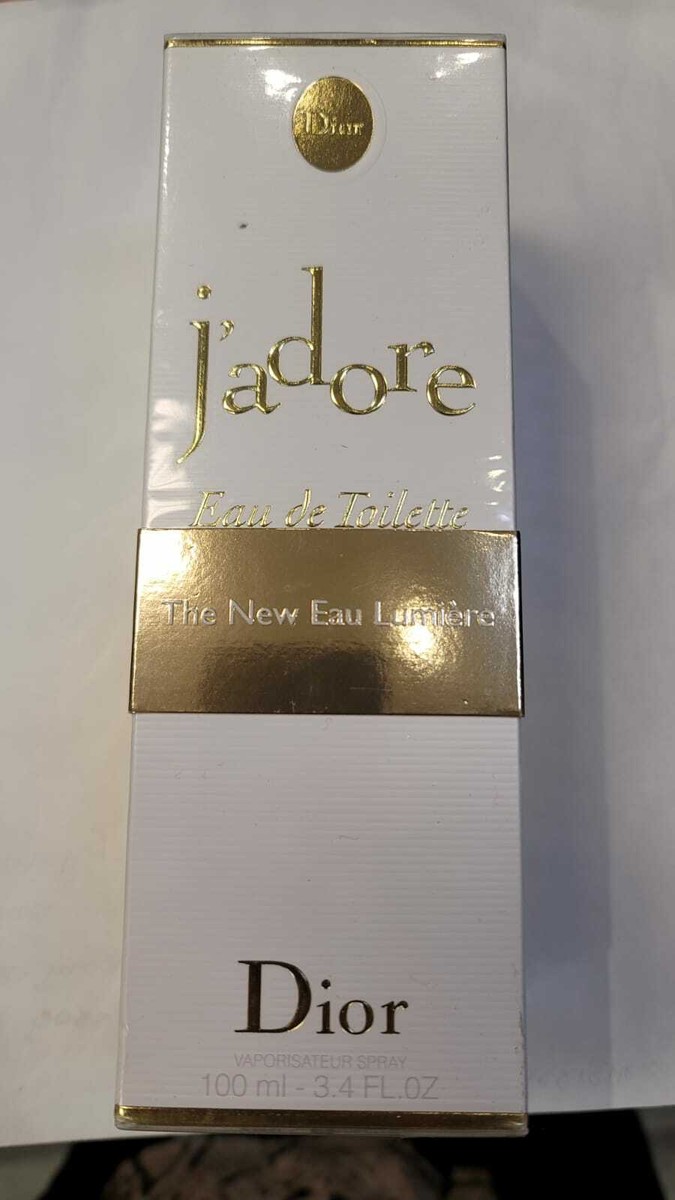 Dior
j'adore
Eau de Toilette
The New Eau Lumière
Dior
VAPORISATEUR SPRAY
100 ml - 3.4 FL.OZ